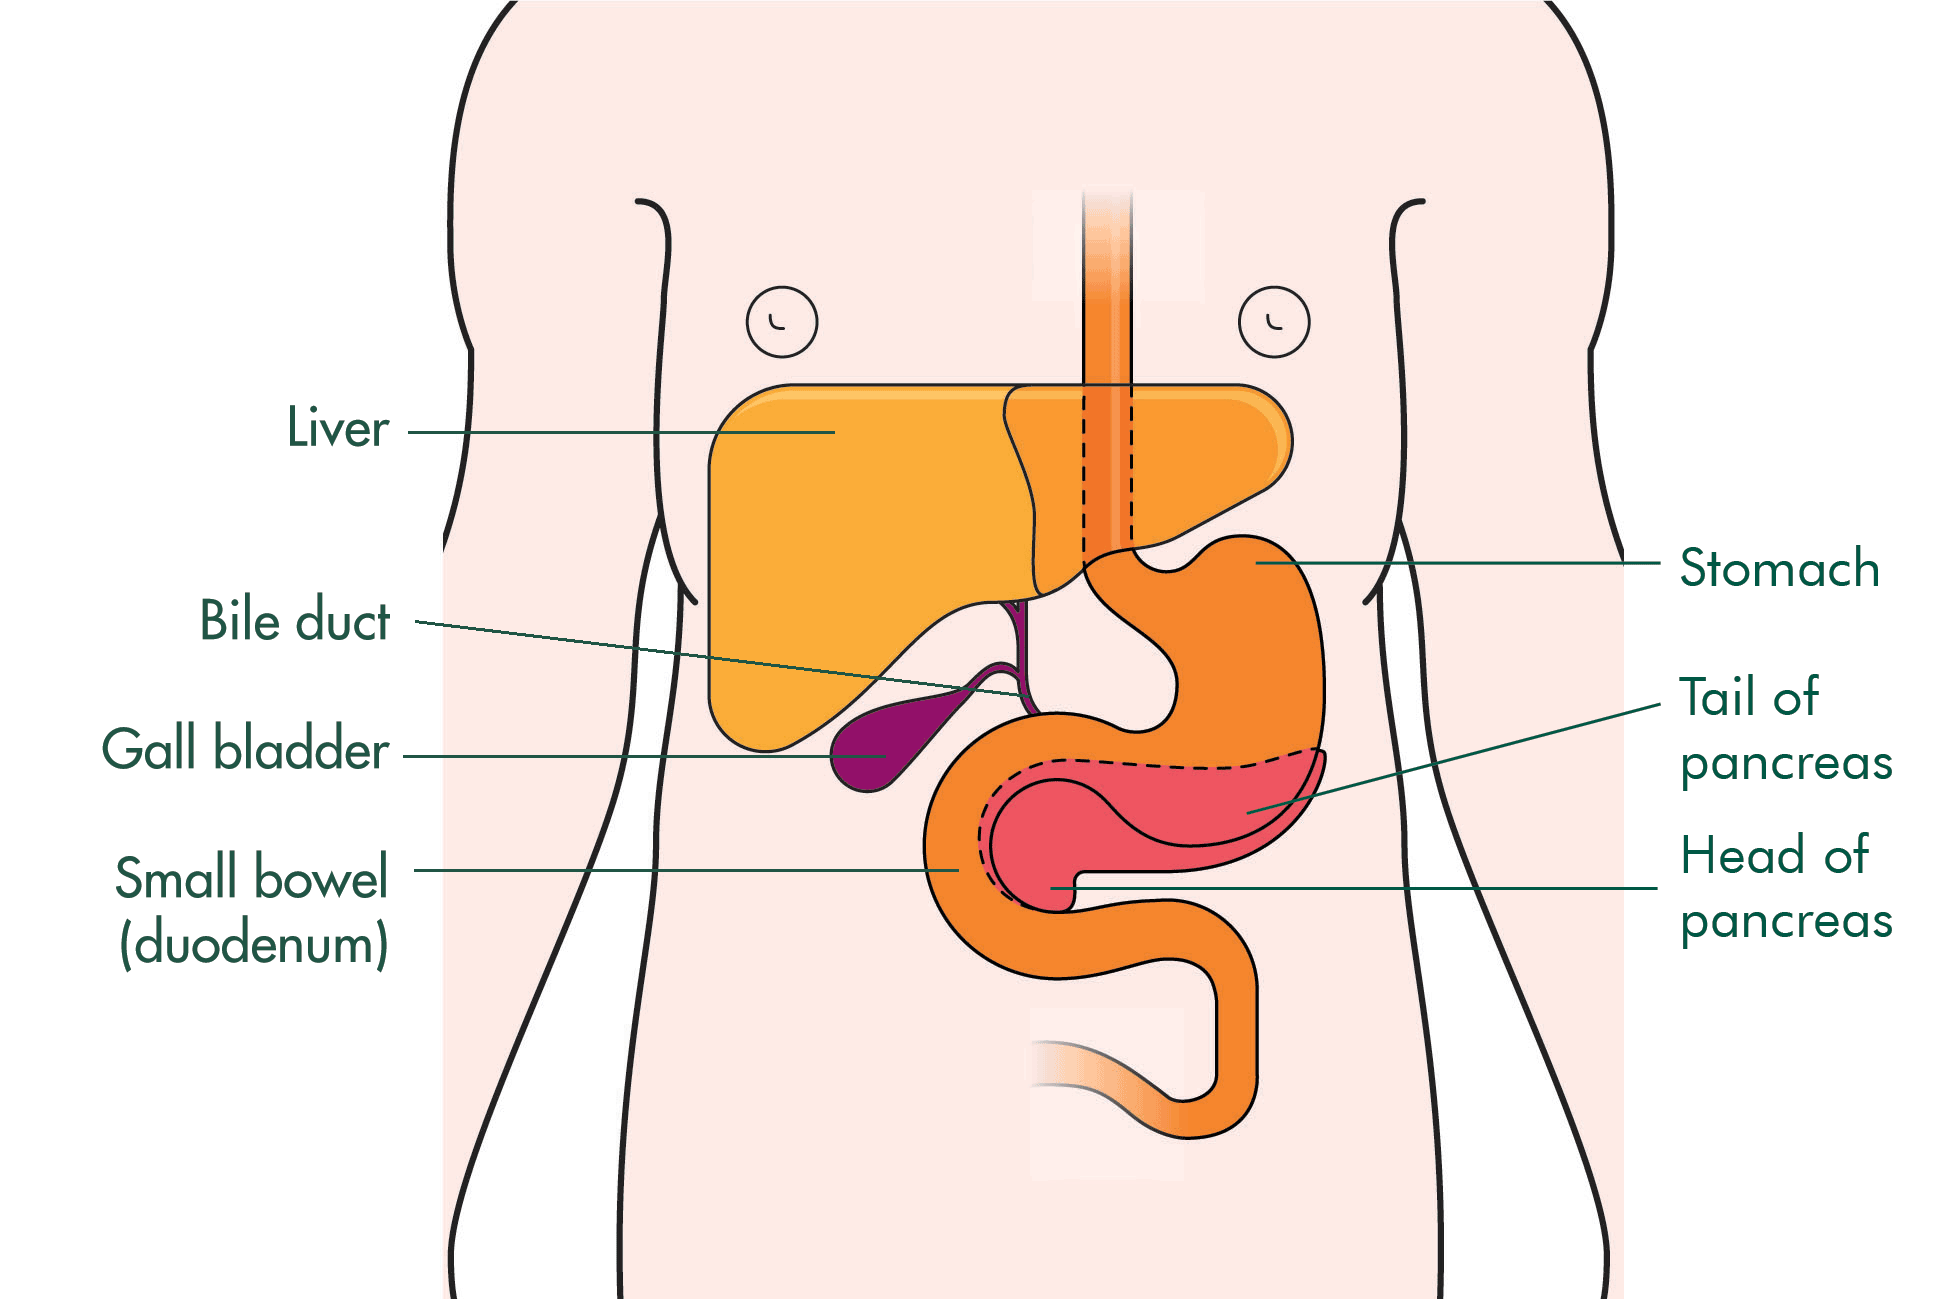 Liver
Bile duct
Gall bladder
Small bowel
(duodenum)
Stomach
Tail of
pancreas
Head of
pancreas